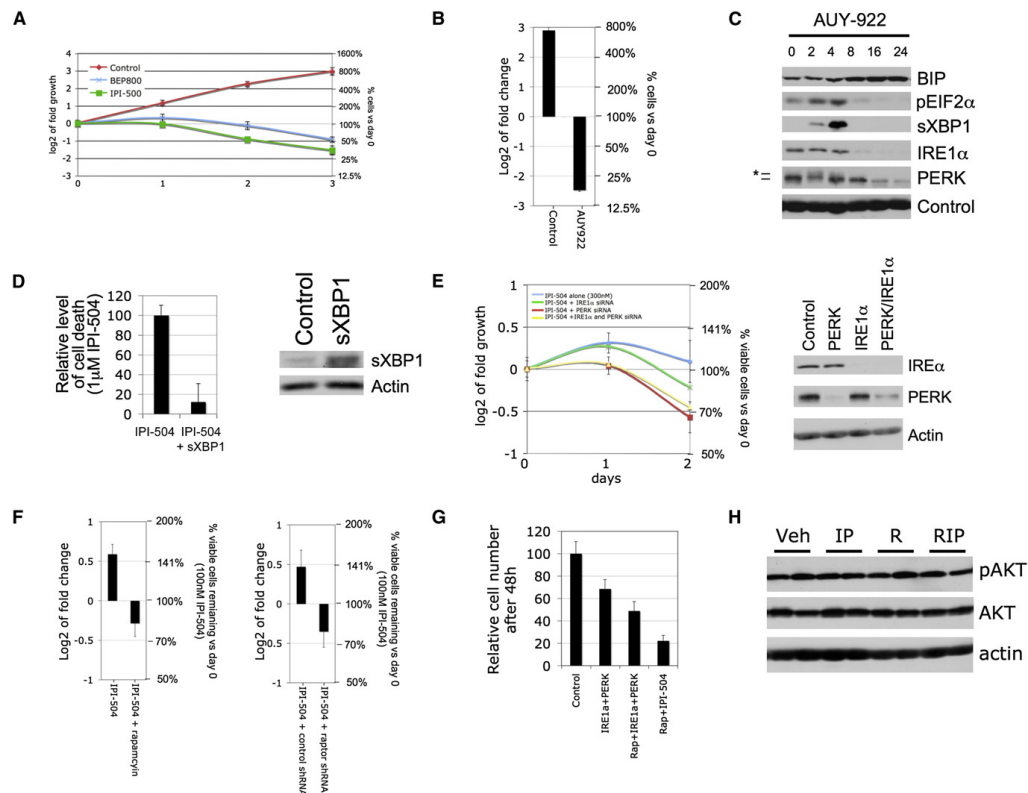 A
log2 of fold growth
4
3
2
1
0
-1
-2
-3
Control
BEP800
IPI-500
0
1
2
3
1600%
800%
400%
200%
100%
50%
25%
12.5%
% cells vs day 0
B
Log2 of fold change
3
2
1
0
-1
-2
-3
800%
400%
200%
100%
50%
25%
12.5%
% cells vs day 0
Control
AUY922
C
AUY-922
0 2 4 8 16 24
BIP
pEIF2α
sXBP1
IRE1α
* = PERK
Control
D
Relative level
of cell death
(1μM IPI-504)
120
100
80
60
40
20
0
IPI-504
IPI-504
+ sXBP1
Control
sXBP1
sXBP1
Actin
E
log2 of fold growth
1
0.5
0
-0.5
-1
IPI-504 alone (300nM)
IPI-504 + IRE1α siRNA
IPI-504 + PERK siRNA
IPI-504 +IRE1α and PERK siRNA
0
1
2
days
200%
141%
100%
70%
50%
% viable cells vs day 0
Control
PERK
IRE1α
PERK/IRE1α
IREα
PERK
Actin
F
Log2 of fold change
1
0.5
0
-0.5
-1
200%
141%
100%
70%
50%
% viable cells remaining vs day 0
(100nM IPI-504)
IPI-504
IPI-504 + rapamcyin
Log2 of fold change
1
0.5
0
-0.5
-1
200%
141%
100%
70%
50%
% viable cells remaining vs day 0
(100nM IPI-504)
IPI-504 + control shRNA
IPI-504 + raptor shRNA
G
Relative cell number
after 48h
120
100
80
60
40
20
0
Control
IRE1a+PERK
Rap+IRE1a+PERK
Rap+IPI-504
H
Veh IP R RIP
pAKT
AKT
actin